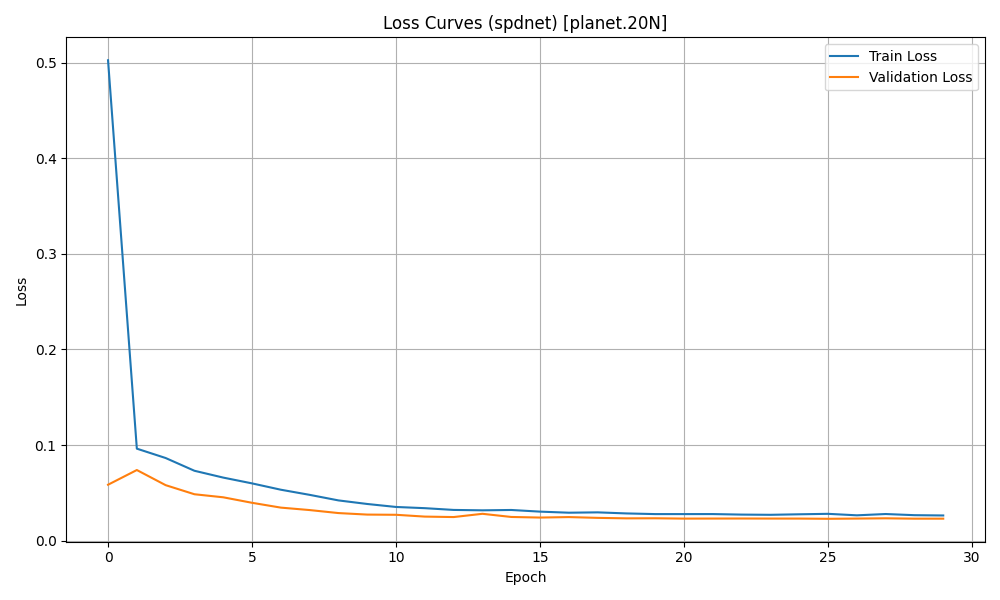 Loss Curves (spdnet) [planet.20N]
Train Loss
Validation Loss
0.5
0.4
0.3
0.2
0.1
0.0
Loss
0 5 10 15 20 25 30
Epoch